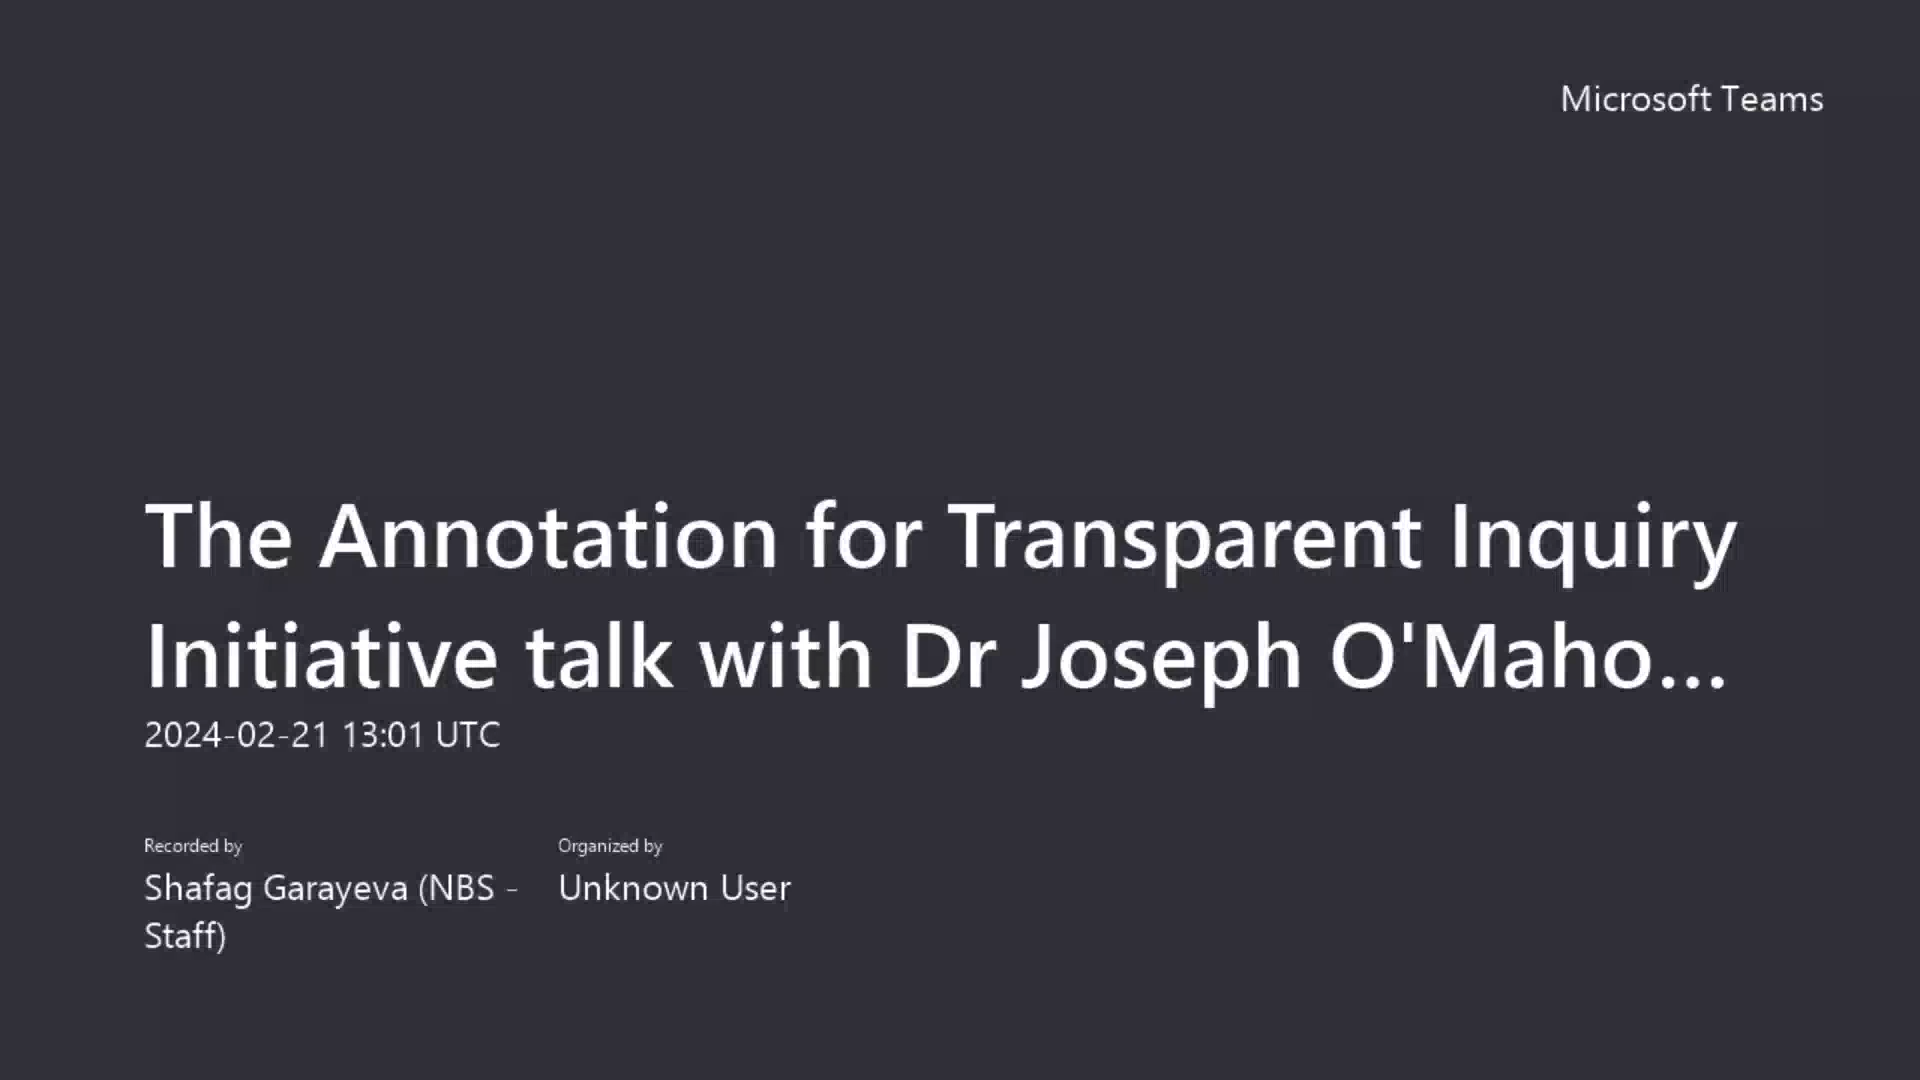 Microsoft Teams
The Annotation for Transparent Inquiry
Initiative talk with Dr Joseph O'Maho...
2024-02-21 13:01 UTC
Recorded by
Shafag Garayeva (NBS -
Staff)
Organized by
Unknown User